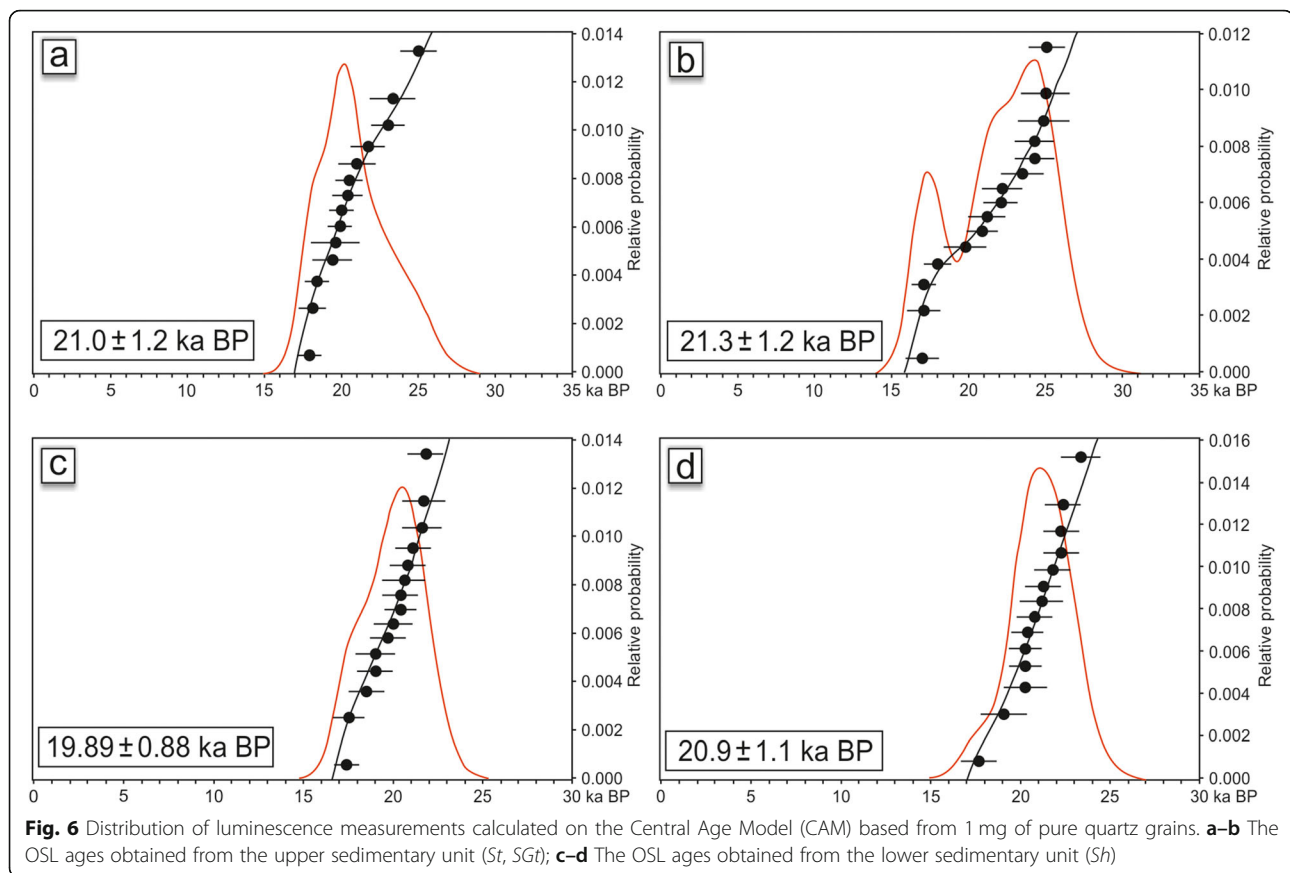 a
0.014
0.012
0.010
0.008
0.006
0.004
0.002
0.000
Relative probability
21.0 ± 1.2 ka BP
0 5 10 15 20 25 30 35 ka BP
b
0.012
0.010
0.008
0.006
0.004
0.002
0.000
Relative probability
21.3 ± 1.2 ka BP
0 5 10 15 20 25 30 35 ka BP
c
0.014
0.012
0.010
0.008
0.006
0.004
0.002
0.000
Relative probability
19.89 ± 0.88 ka BP
0 5 10 15 20 25 30 ka BP
d
0.016
0.014
0.012
0.010
0.008
0.006
0.004
0.002
0.000
Relative probability
20.9 ± 1.1 ka BP
0 5 10 15 20 25 30 ka BP
Fig. 6 Distribution of luminescence measurements calculated on the Central Age Model (CAM) based from 1 mg of pure quartz grains. a–b The
OSL ages obtained from the upper sedimentary unit (St, SGt); c–d The OSL ages obtained from the lower sedimentary unit (Sh)